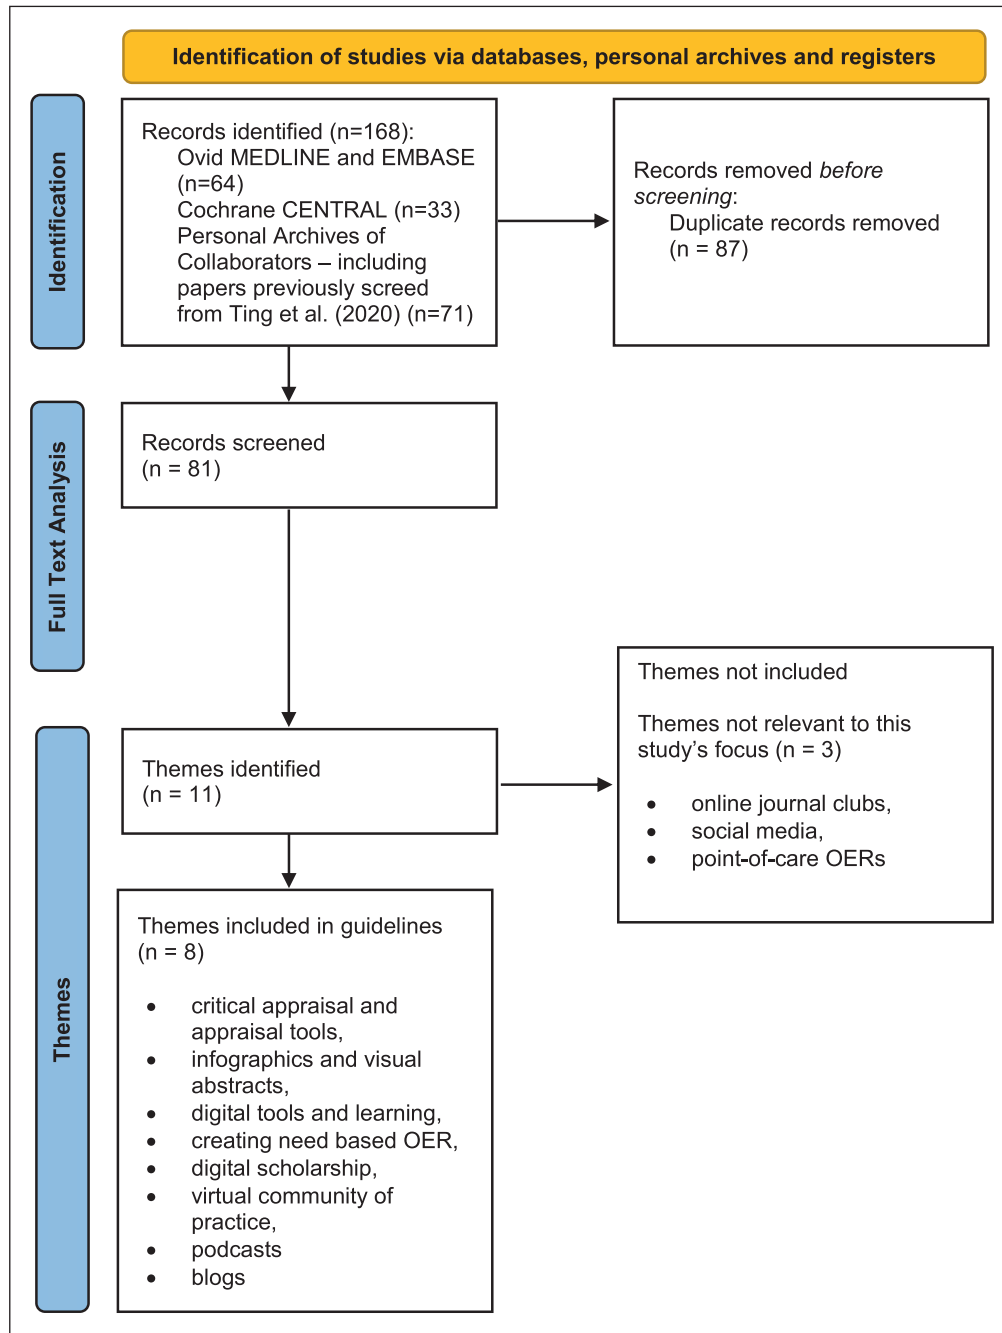 Identification of studies via databases, personal archives and registers
Identification
Records identified (n=168):
Ovid MEDLINE and EMBASE
(n=64)
Cochrane CENTRAL (n=33)
Personal Archives of
Collaborators – including
papers previously screed
from Ting et al. (2020) (n=71)
Records removed before
screening:
Duplicate records removed
(n = 87)
Full Text Analysis
Records screened
(n = 81)
Themes
Themes identified
(n = 11)
Themes not included
Themes not relevant to this
study’s focus (n = 3)
• online journal clubs,
• social media,
• point-of-care OERs
Themes included in guidelines
(n = 8)
• critical appraisal and
appraisal tools,
• infographics and visual
abstracts,
• digital tools and learning,
• creating need based OER,
• digital scholarship,
• virtual community of
practice,
• podcasts
• blogs